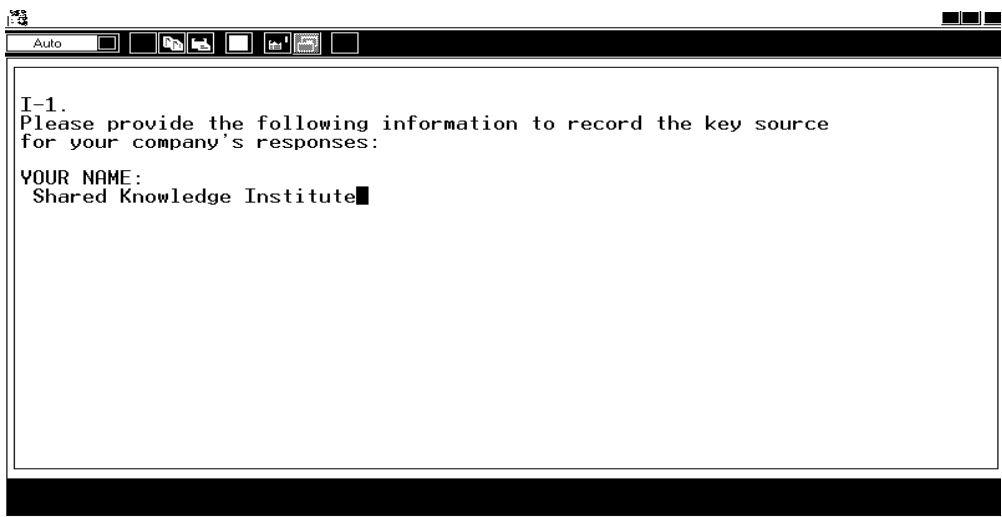 Auto
I-1.
Please provide the following information to record the key source
for your company's responses:
YOUR NAME:
Shared Knowledge Institute